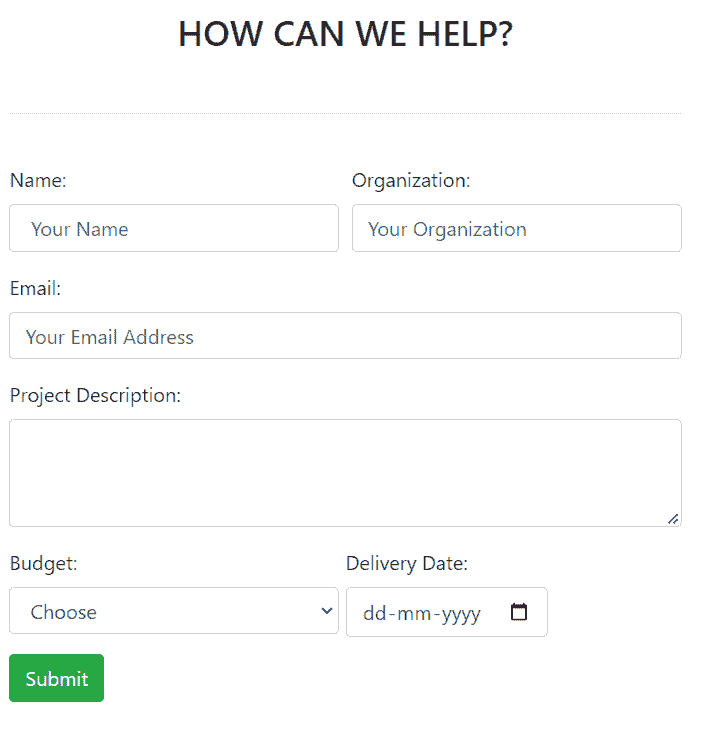 HOW CAN WE HELP?
Name: Organization:
Your Name Your Organization
Email:
Your Email Address
Project Description:
Budget: Delivery Date:
Choose dd-mm-yyyy
Submit